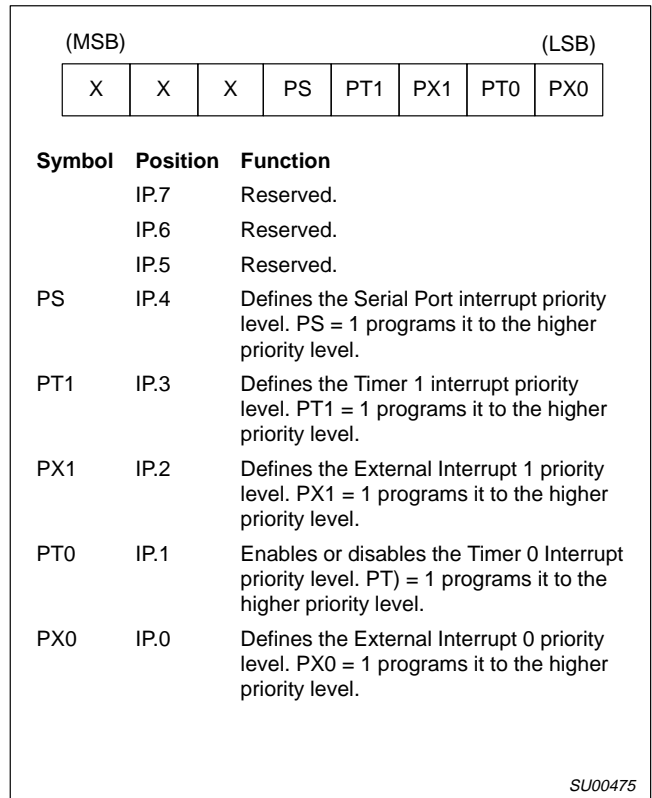 (MSB) (LSB)
X X X PS PT1 PX1 PT0 PX0
Symbol Position Function
IP.7 Reserved.
IP.6 Reserved.
IP.5 Reserved.
PS IP.4 Defines the Serial Port interrupt priority
level. PS = 1 programs it to the higher
priority level.
PT1 IP.3 Defines the Timer 1 interrupt priority
level. PT1 = 1 programs it to the higher
priority level.
PX1 IP.2 Defines the External Interrupt 1 priority
level. PX1 = 1 programs it to the higher
priority level.
PT0 IP.1 Enables or disables the Timer 0 Interrupt
priority level. PT) = 1 programs it to the
higher priority level.
PX0 IP.0 Defines the External Interrupt 0 priority
level. PX0 = 1 programs it to the higher
priority level.
SU00475